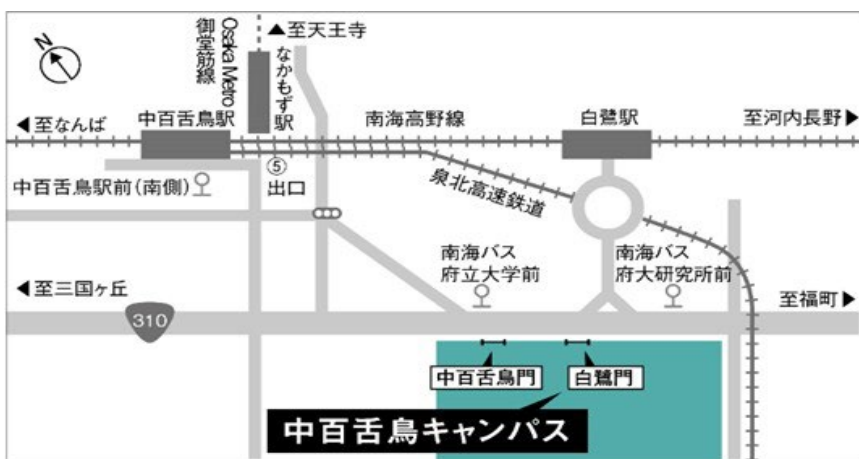 N
Osaka Metro
御堂筋線
▲至天王寺
なかもず駅
中百舌鳥駅
南海高野線
白鷺駅
◀至なんば
至河内長野▶
⑤
出口
泉北高速鉄道
中百舌鳥駅前(南側)
南海バス
府立大学前
南海バス
府大研究所前
◀至三国ヶ丘
310
至福町▶
中百舌鳥門
白鷺門
中百舌鳥キャンパス